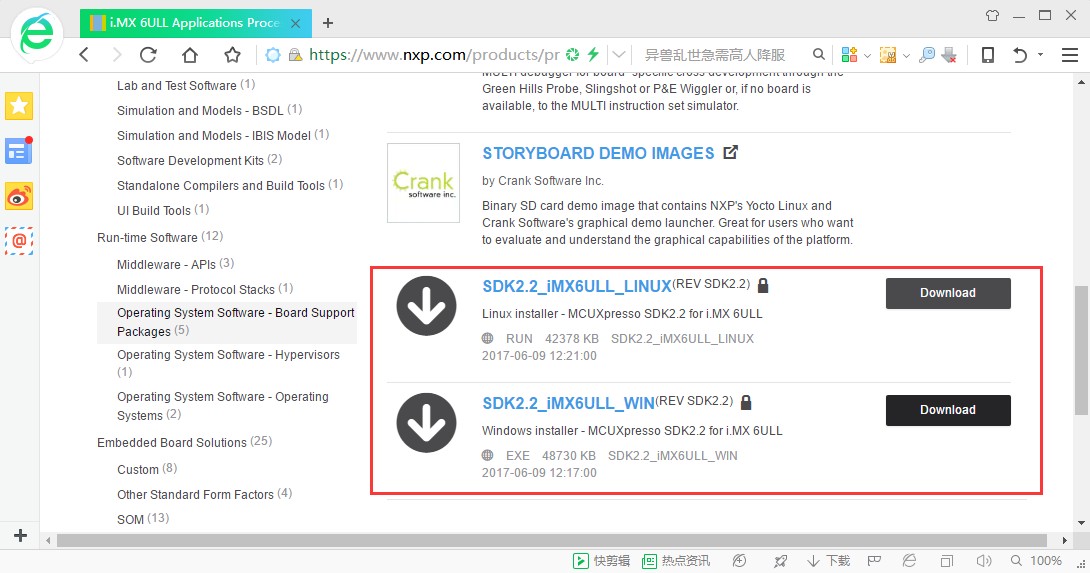 i.MX 6ULL Applications Proce
https://www.nxp.com/products/pr
异兽乱世急需高人降服
Lab and Test Software (1)
Simulation and Models - BSDL (1)
Simulation and Models - IBIS Model (1)
Software Development Kits (2)
Standalone Compilers and Build Tools (1)
UI Build Tools (1)
Run-time Software (12)
Middleware - APIs (3)
Middleware - Protocol Stacks (1)
Operating System Software - Board Support
Packages (5)
Operating System Software - Hypervisors
(1)
Operating System Software - Operating
Systems (2)
Embedded Board Solutions (25)
Custom (8)
Other Standard Form Factors (4)
SOM (13)
MULTI debugger for board- specific cross development through the
Green Hills Probe, Slingshot or P&E Wiggler or, if no board is
available, to the MULTI instruction set simulator.
Crank
software inc.
STORYBOARD DEMO IMAGES
by Crank Software Inc.
Binary SD card demo image that contains NXP's Yocto Linux and
Crank Software's graphical demo launcher. Great for users who want
to evaluate and understand the graphical capabilities of the platform.
SDK2.2_iMX6ULL_LINUX(REV SDK2.2)
Download
Linux installer - MCUXpresso SDK2.2 for i.MX 6ULL
RUN 42378 KB SDK2.2_iMX6ULL_LINUX
2017-06-09 12:21:00
SDK2.2_iMX6ULL_WIN(REV SDK2.2)
Download
Windows installer - MCUXpresso SDK2.2 for i.MX 6ULL
EXE 48730 KB SDK2.2_iMX6ULL_WIN
2017-06-09 12:17:00
快剪辑 热点资讯 下载 100%